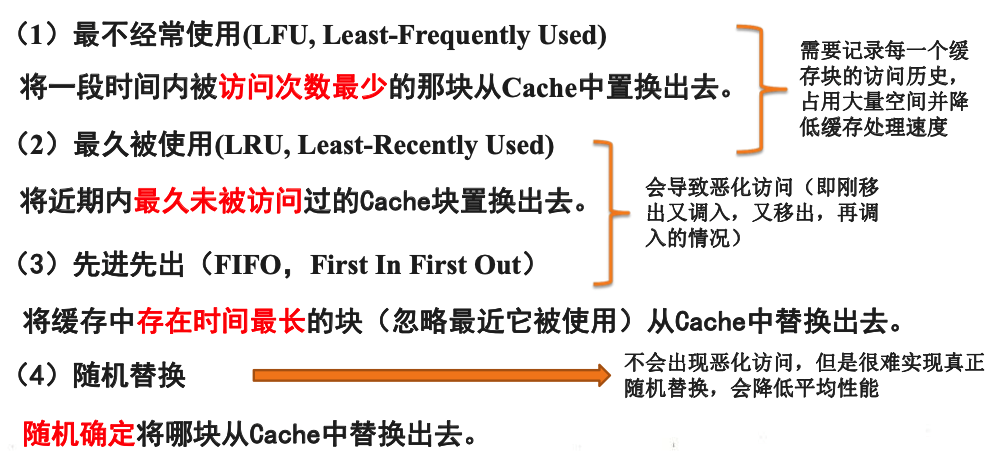 （1）最不经常使用(LFU, Least-Frequently Used)
将一段时间内被访问次数最少的那块从Cache中置换出去。
需要记录每一个缓
存块的访问历史，
占用大量空间并降
低缓存处理速度
（2）最久被使用(LRU, Least-Recently Used)
将近期内最久未被访问过的Cache块置换出去。
会导致恶化访问（即刚移
出又调入，又移出，再调
入的情况）
（3）先进先出（FIFO，First In First Out）
将缓存中存在时间最长的块（忽略最近它被使用）从Cache中替换出去。
（4）随机替换
不会出现恶化访问，但是很难实现真正
随机替换，会降低平均性能
随机确定将哪块从Cache中替换出去。